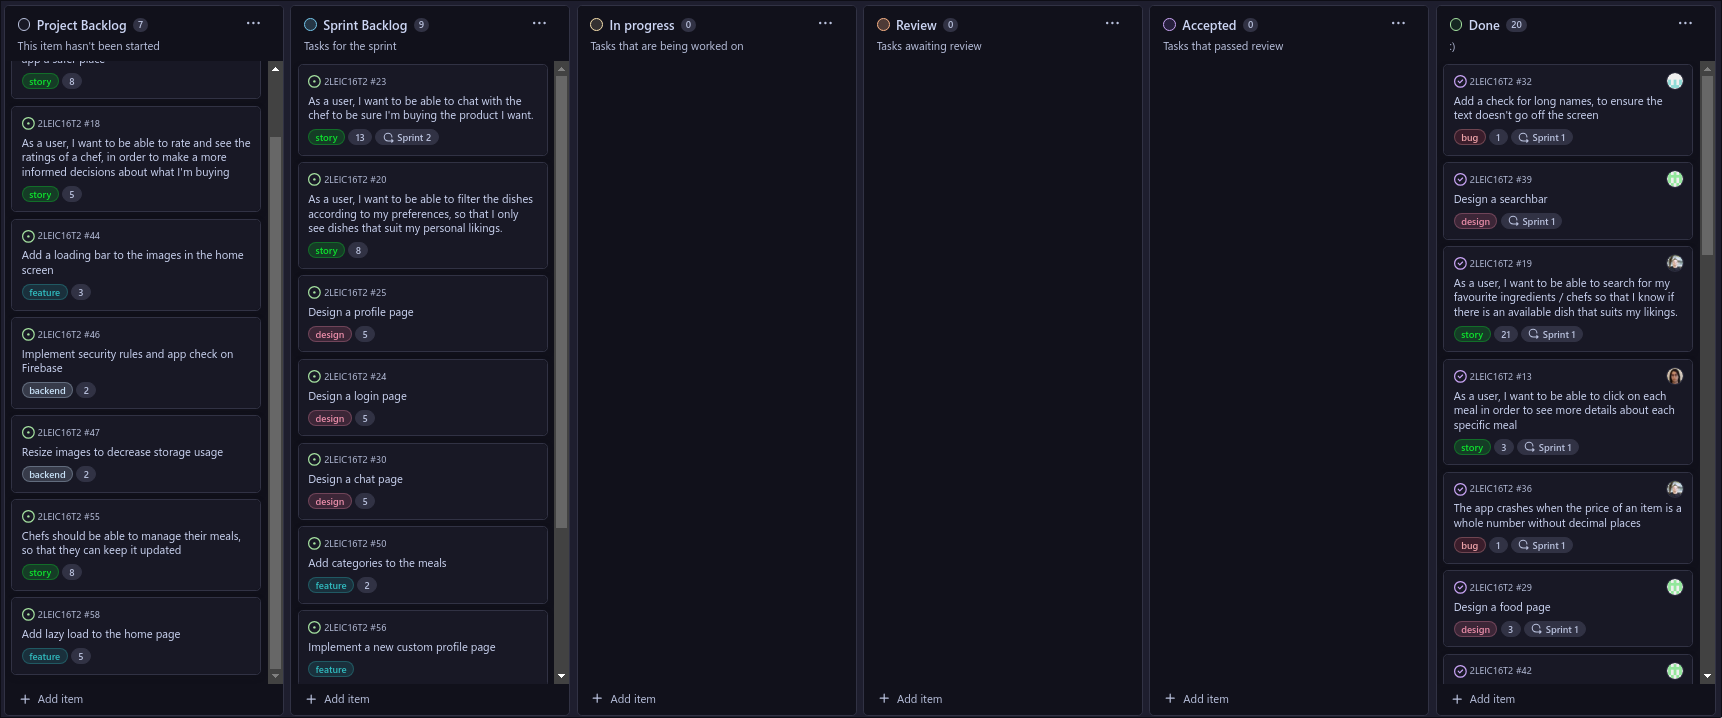 Project Backlog 7 ...
This item hasn't been started
app a safer place
story 8
2LEIC16T2 #18
As a user, I want to be able to rate and see the
ratings of a chef, in order to make a more
informed decisions about what I'm buying
story 5
2LEIC16T2 #44
Add a loading bar to the images in the home
screen
feature 3
2LEIC16T2 #46
Implement security rules and app check on
Firebase
backend 2
2LEIC16T2 #47
Resize images to decrease storage usage
backend 2
2LEIC16T2 #55
Chefs should be able to manage their meals,
so that they can keep it updated
story 8
2LEIC16T2 #58
Add lazy load to the home page
feature 5
+ Add item
Sprint Backlog 9 ...
Tasks for the sprint
2LEIC16T2 #23
As a user, I want to be able to chat with the
chef to be sure I'm buying the product I want.
story 13 Sprint 2
2LEIC16T2 #20
As a user, I want to be able to filter the dishes
according to my preferences, so that I only
see dishes that suit my personal likings.
story 8
2LEIC16T2 #25
Design a profile page
design 5
2LEIC16T2 #24
Design a login page
design 5
2LEIC16T2 #30
Design a chat page
design 5
2LEIC16T2 #50
Add categories to the meals
feature 2
2LEIC16T2 #56
Implement a new custom profile page
feature
+ Add item
In progress 0 ...
Tasks that are being worked on
+ Add item
Review 0 ...
Tasks awaiting review
+ Add item
Accepted 0 ...
Tasks that passed review
+ Add item
Done 20 ...
:)
2LEIC16T2 #32
Add a check for long names, to ensure the
text doesn't go off the screen
bug 1 Sprint 1
2LEIC16T2 #39
Design a searchbar
design Sprint 1
2LEIC16T2 #19
As a user, I want to be able to search for my
favourite ingredients / chefs so that I know if
there is an available dish that suits my likings.
story 21 Sprint 1
2LEIC16T2 #13
As a user, I want to be able to click on each
meal in order to see more details about each
specific meal
story 3 Sprint 1
2LEIC16T2 #36
The app crashes when the price of an item is a
whole number without decimal places
bug 1 Sprint 1
2LEIC16T2 #29
Design a food page
design 3 Sprint 1
2LEIC16T2 #42
+ Add item